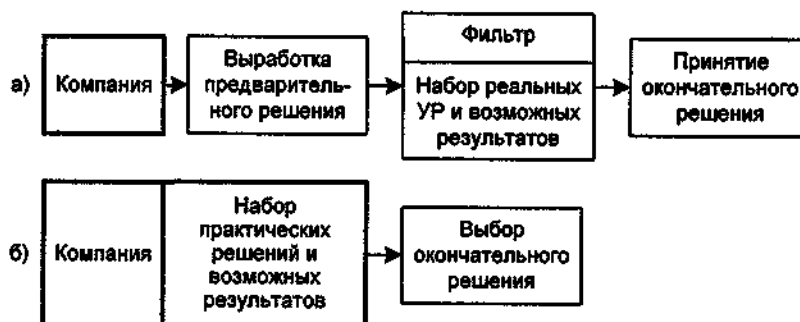 а)
Компания
Выработка
предваритель-
ного решения
Фильтр
Набор реальных
УР и возможных
результатов
Принятие
окончательного
решения
б)
Компания
Набор
практических
решений и
возможных
результатов
Выбор
окончательного
решения